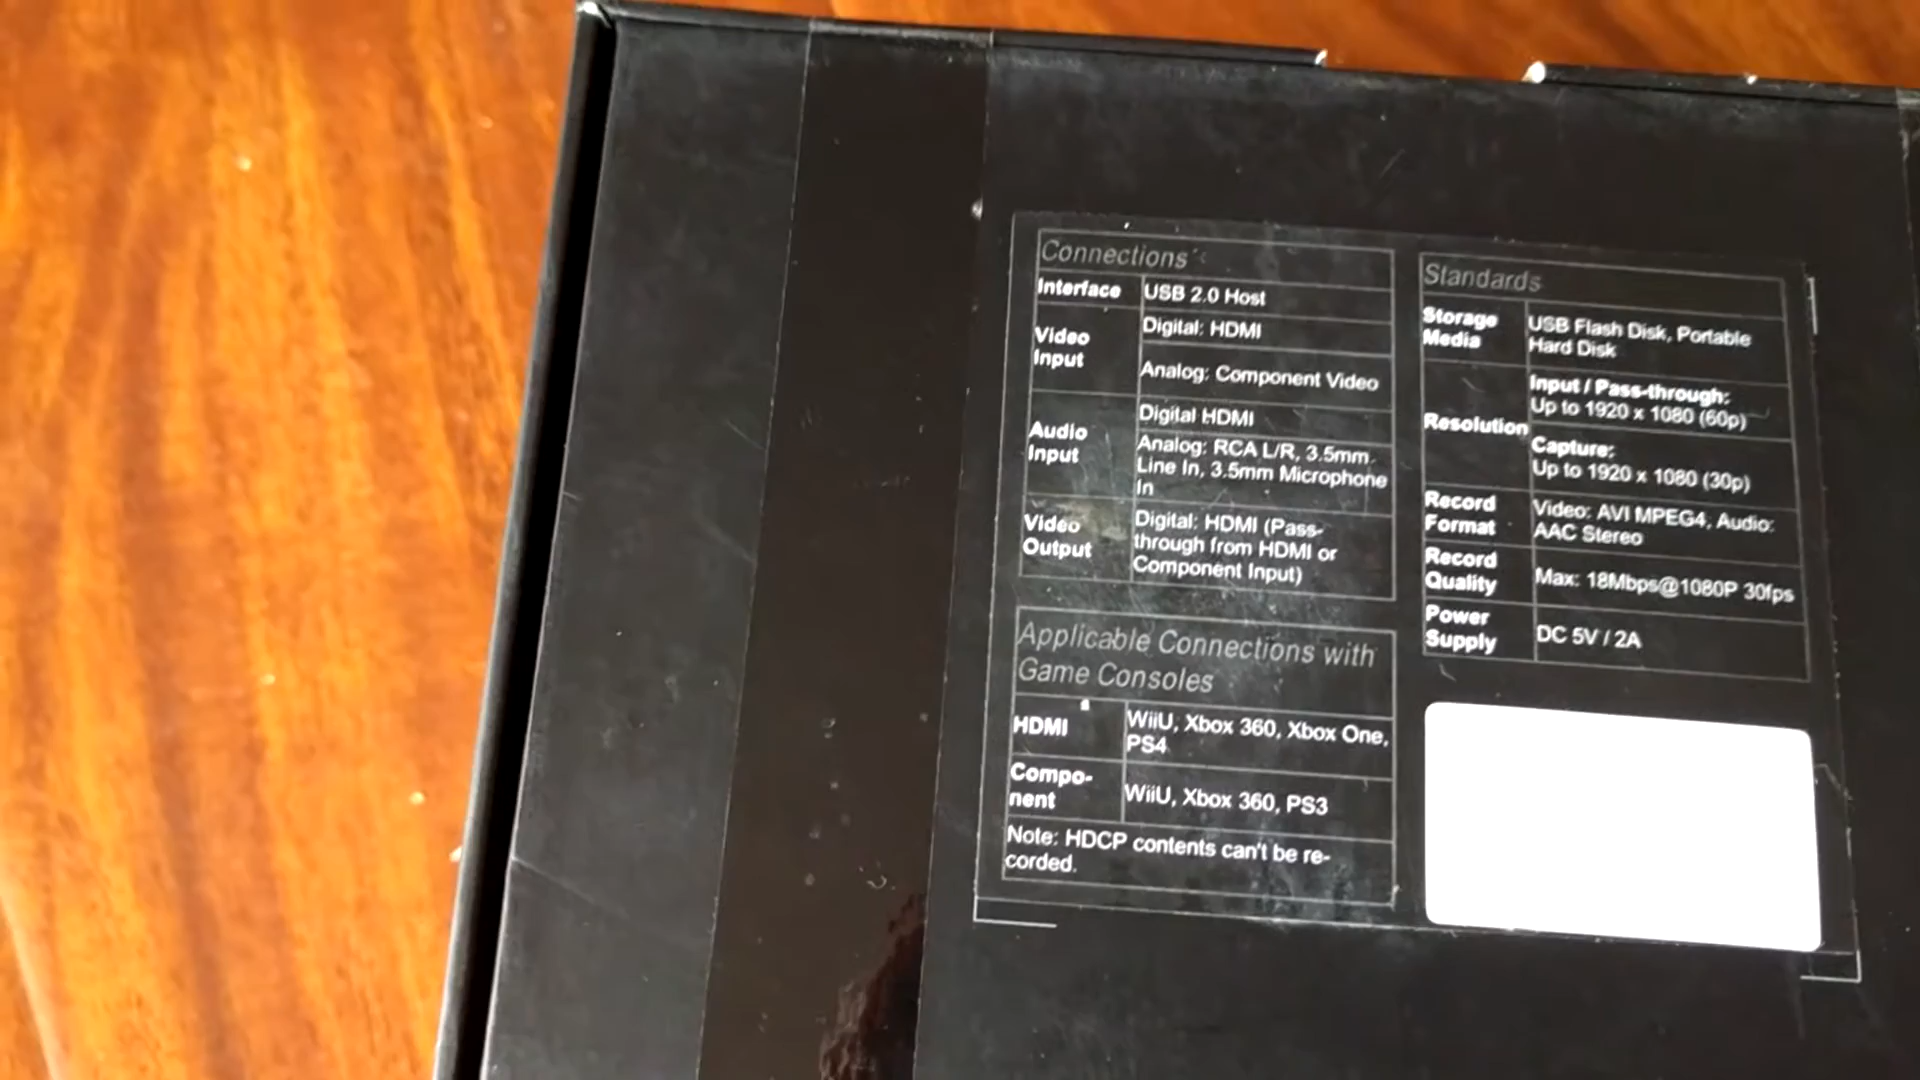 Connections
Interface
USB 2.0 Host
Video
Input
Digital: HDMI
Analog: Component Video
Audio
Input
Digital HDMI
Analog: RCA L/R, 3.5mm
Line In, 3.5mm Microphone
In
Video
Output
Digital: HDMI (Pass-
through from HDMI or
Component Input)
Applicable Connections with
Game Consoles
HDMI
WiiU, Xbox 360, Xbox One,
PS4
Compo-
nent
WiiU, Xbox 360, PS3
Note: HDCP contents can't be re-
corded.
Standards
Storage
Media
USB Flash Disk, Portable
Hard Disk
Resolution
Input / Pass-through:
Up to 1920 x 1080 (60p)
Capture:
Up to 1920 x 1080 (30p)
Record
Format
Video: AVI MPEG4, Audio:
AAC Stereo
Record
Quality
Max: 18Mbps@1080P 30fps
Power
Supply
DC 5V / 2A